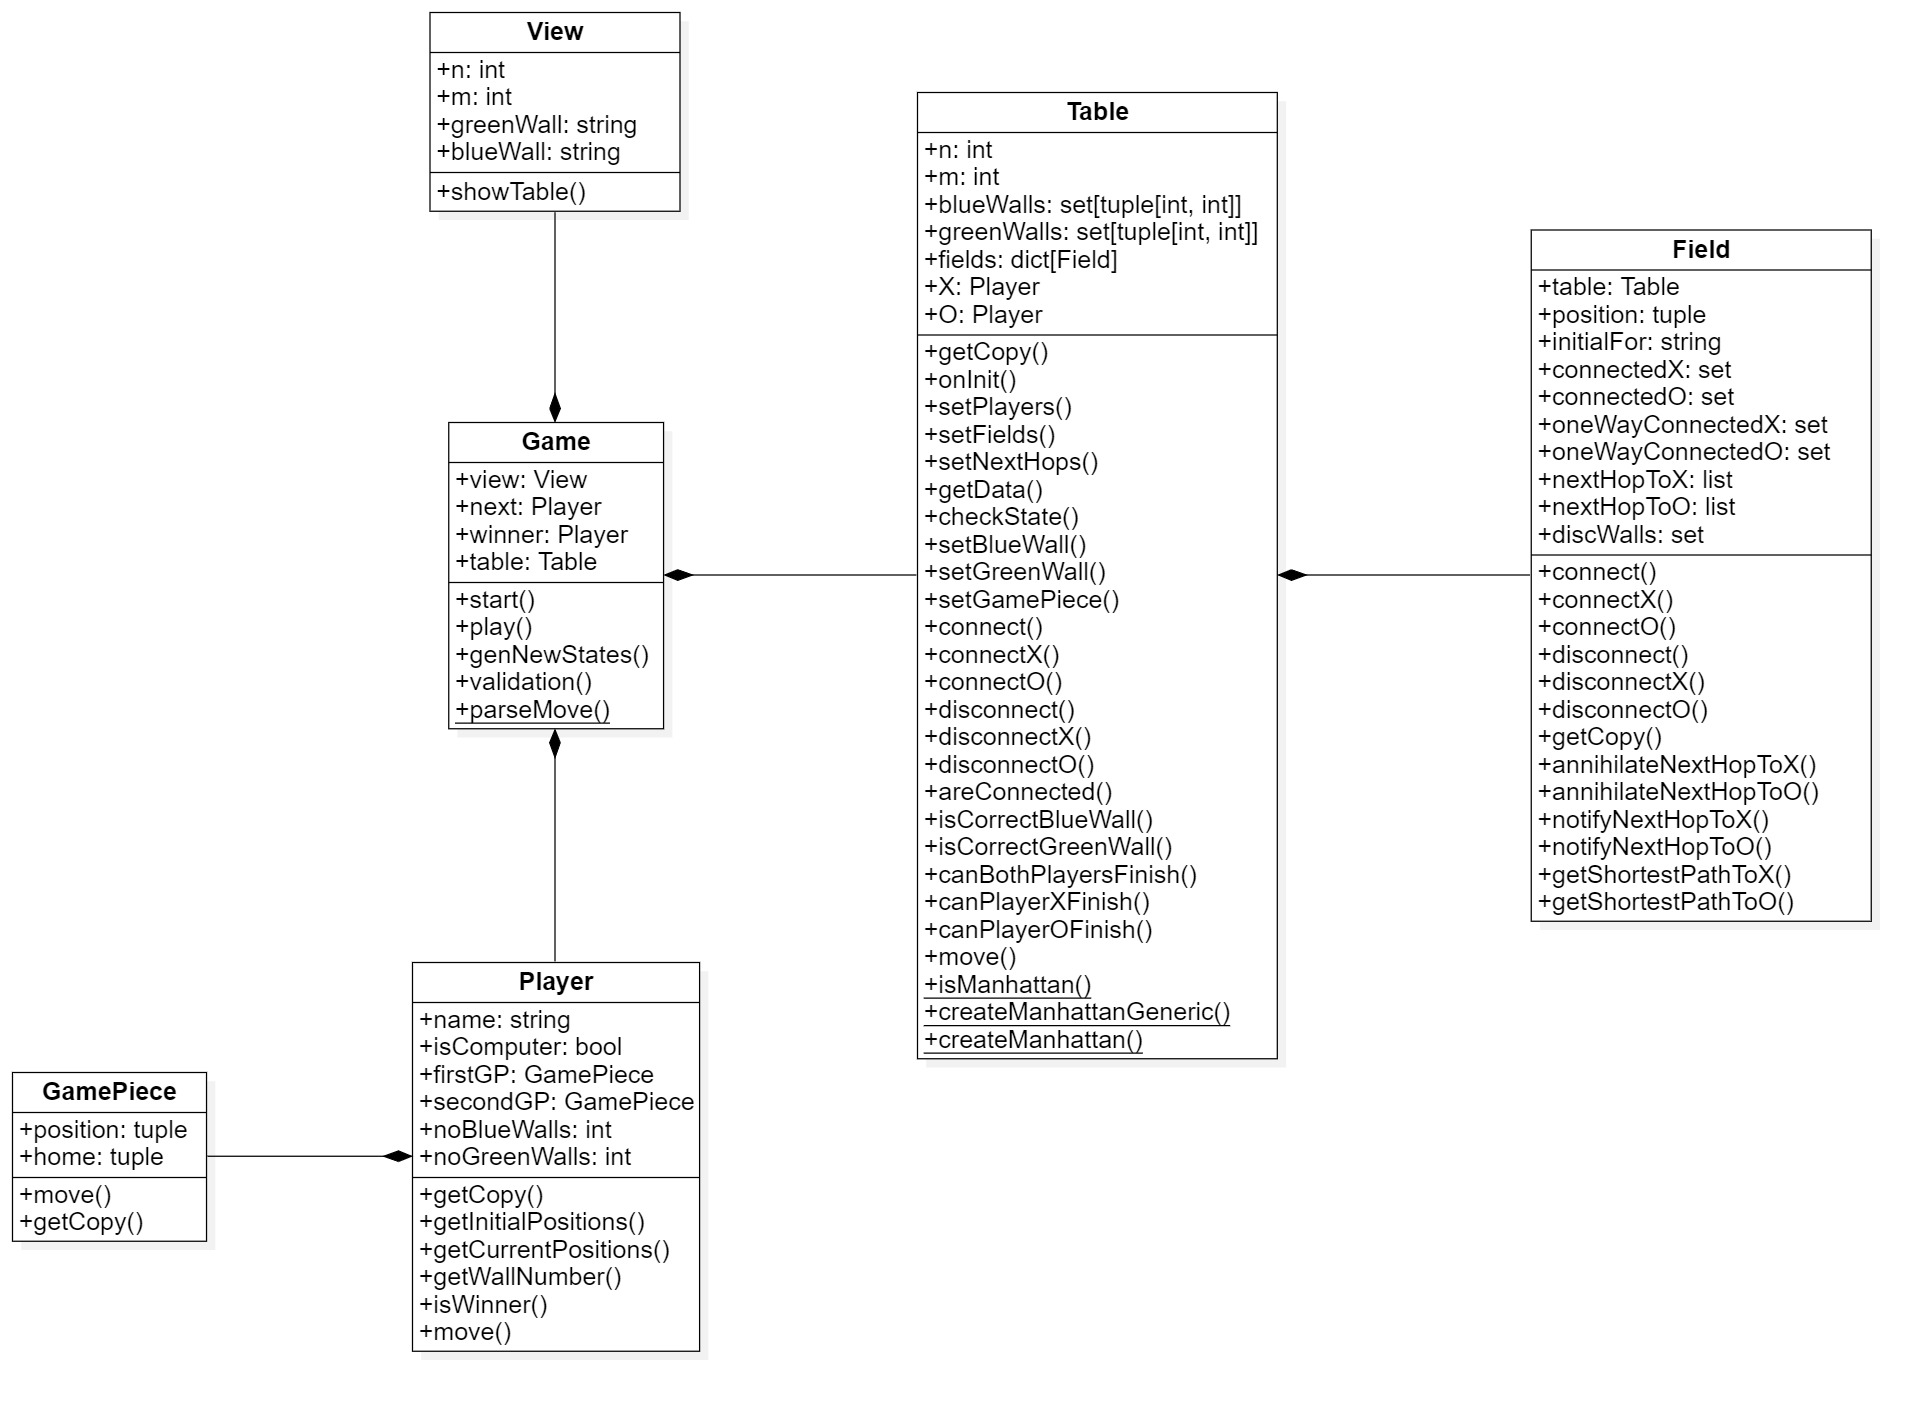 View
+n: int
+m: int
+greenWall: string
+blueWall: string
+showTable()
Game
+view: View
+next: Player
+winner: Player
+table: Table
+start()
+play()
+genNewStates()
+validation()
+parseMove()
Player
+name: string
+isComputer: bool
+firstGP: GamePiece
+secondGP: GamePiece
+noBlueWalls: int
+noGreenWalls: int
+getCopy()
+getInitialPositions()
+getCurrentPositions()
+getWallNumber()
+isWinner()
+move()
GamePiece
+position: tuple
+home: tuple
+move()
+getCopy()
Table
+n: int
+m: int
+blueWalls: set[tuple[int, int]]
+greenWalls: set[tuple[int, int]]
+fields: dict[Field]
+X: Player
+O: Player
+getCopy()
+onInit()
+setPlayers()
+setFields()
+setNextHops()
+getData()
+checkState()
+setBlueWall()
+setGreenWall()
+setGamePiece()
+connect()
+connectX()
+connectO()
+disconnect()
+disconnectX()
+disconnectO()
+areConnected()
+isCorrectBlueWall()
+isCorrectGreenWall()
+canBothPlayersFinish()
+canPlayerXFinish()
+canPlayerOFinish()
+move()
+isManhattan()
+createManhattanGeneric()
+createManhattan()
Field
+table: Table
+position: tuple
+initialFor: string
+connectedX: set
+connectedO: set
+oneWayConnectedX: set
+oneWayConnectedO: set
+nextHopToX: list
+nextHopToO: list
+discWalls: set
+connect()
+connectX()
+connectO()
+disconnect()
+disconnectX()
+disconnectO()
+getCopy()
+annihilateNextHopToX()
+annihilateNextHopToO()
+notifyNextHopToX()
+notifyNextHopToO()
+getShortestPathToX()
+getShortestPathToO()